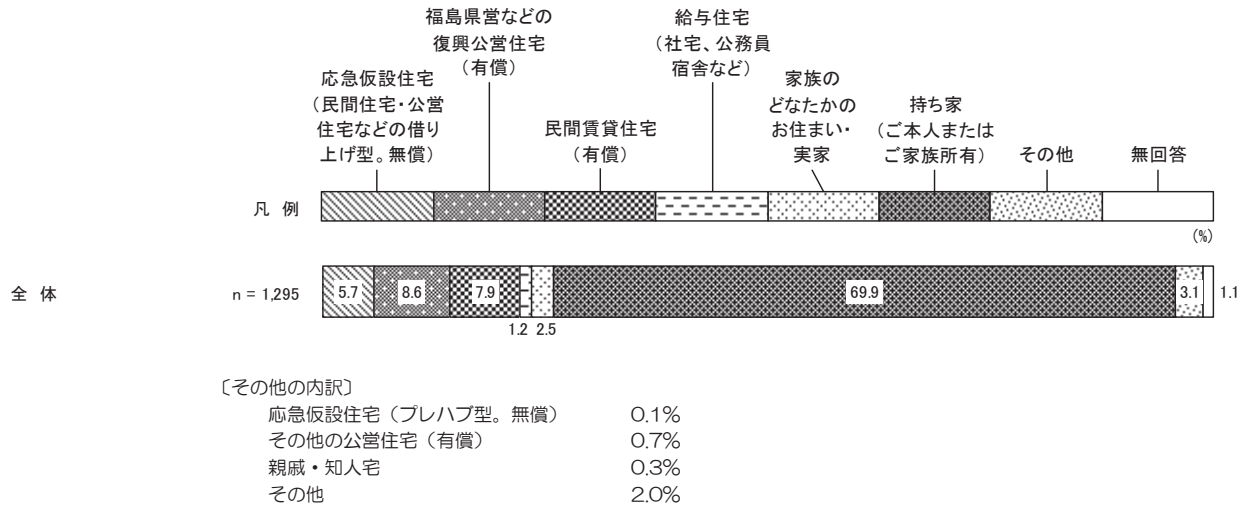 福島県営などの
復興公営住宅
（有償）
給与住宅
（社宅、公務員
宿舎など）
応急仮設住宅
（民間住宅・公営
住宅などの借り
上げ型。無償）
民間賃貸住宅
（有償）
家族の
どなたかの
お住まい・
実家
持ち家
（ご本人または
ご家族所有）
その他
無回答
凡 例
(%)
全 体
n = 1,295
5.7
8.6
7.9
1.2
2.5
69.9
3.1
1.1
〔その他の内訳〕
応急仮設住宅（プレハブ型。無償） 0.1%
その他の公営住宅（有償） 0.7%
親戚・知人宅 0.3%
その他 2.0%